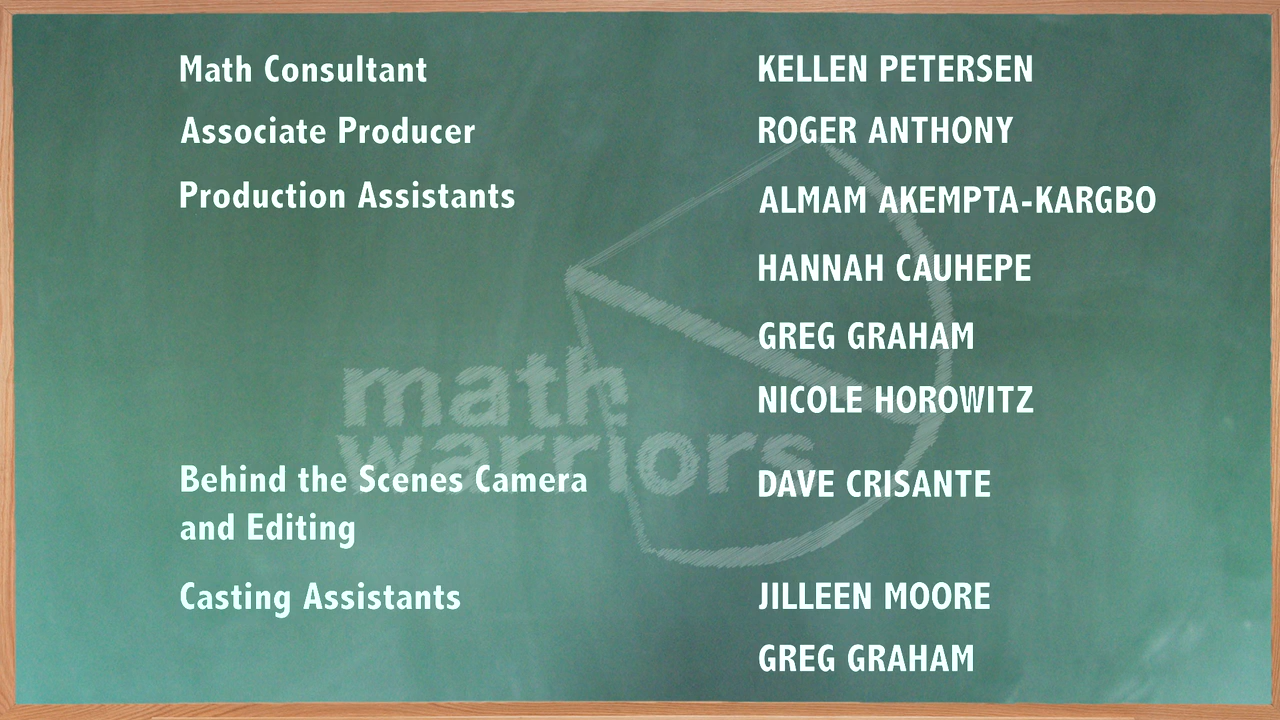 Math Consultant KELLEN PETERSEN
Associate Producer ROGER ANTHONY
Production Assistants ALMAM AKEMPTA-KARGBO
HANNAH CAUHEPE
GREG GRAHAM
NICOLE HOROWITZ
math
warriors
Behind the Scenes Camera DAVE CRISANTE
and Editing
Casting Assistants JILLEEN MOORE
GREG GRAHAM